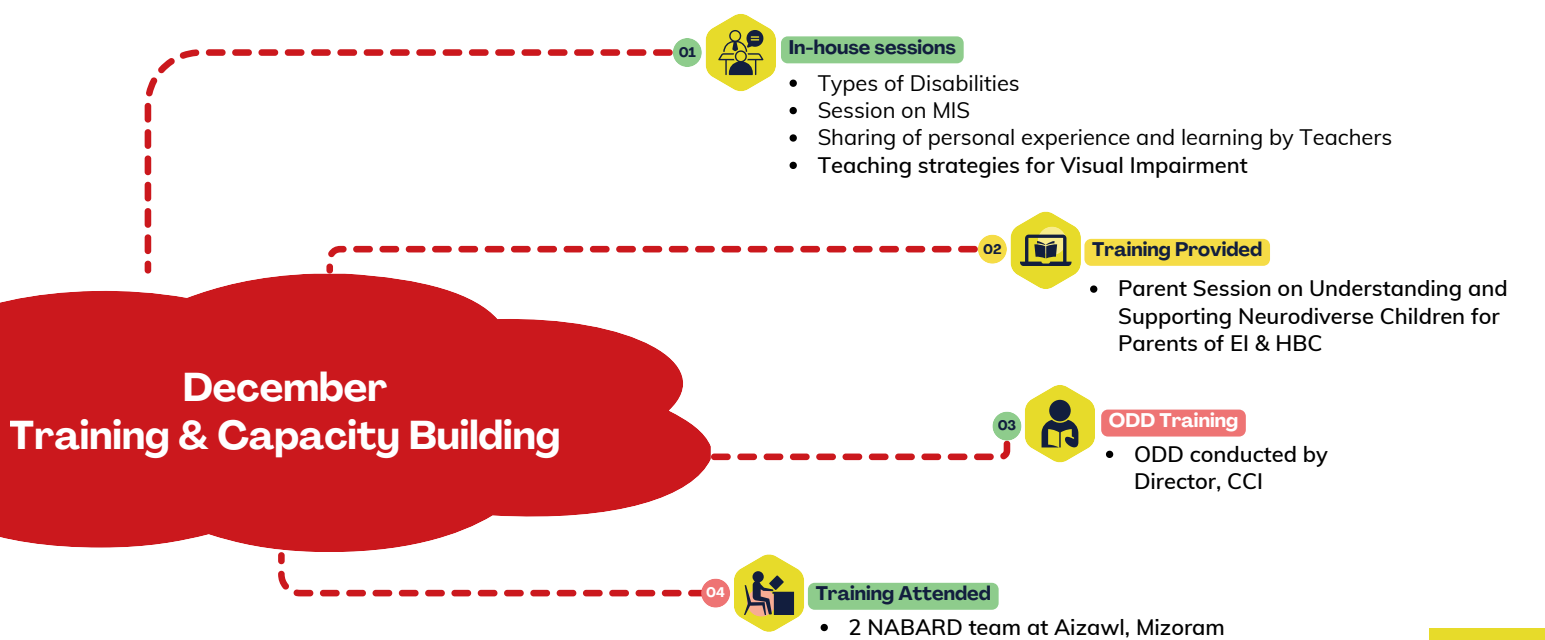 01
In-house sessions
• Types of Disabilities
• Session on MIS
• Sharing of personal experience and learning by Teachers
• Teaching strategies for Visual Impairment
02
Training Provided
• Parent Session on Understanding and
Supporting Neurodiverse Children for
Parents of EI & HBC
December
Training & Capacity Building
03
ODD Training
• ODD conducted by
Director, CCI
04
Training Attended
• 2 NABARD team at Aizawl, Mizoram